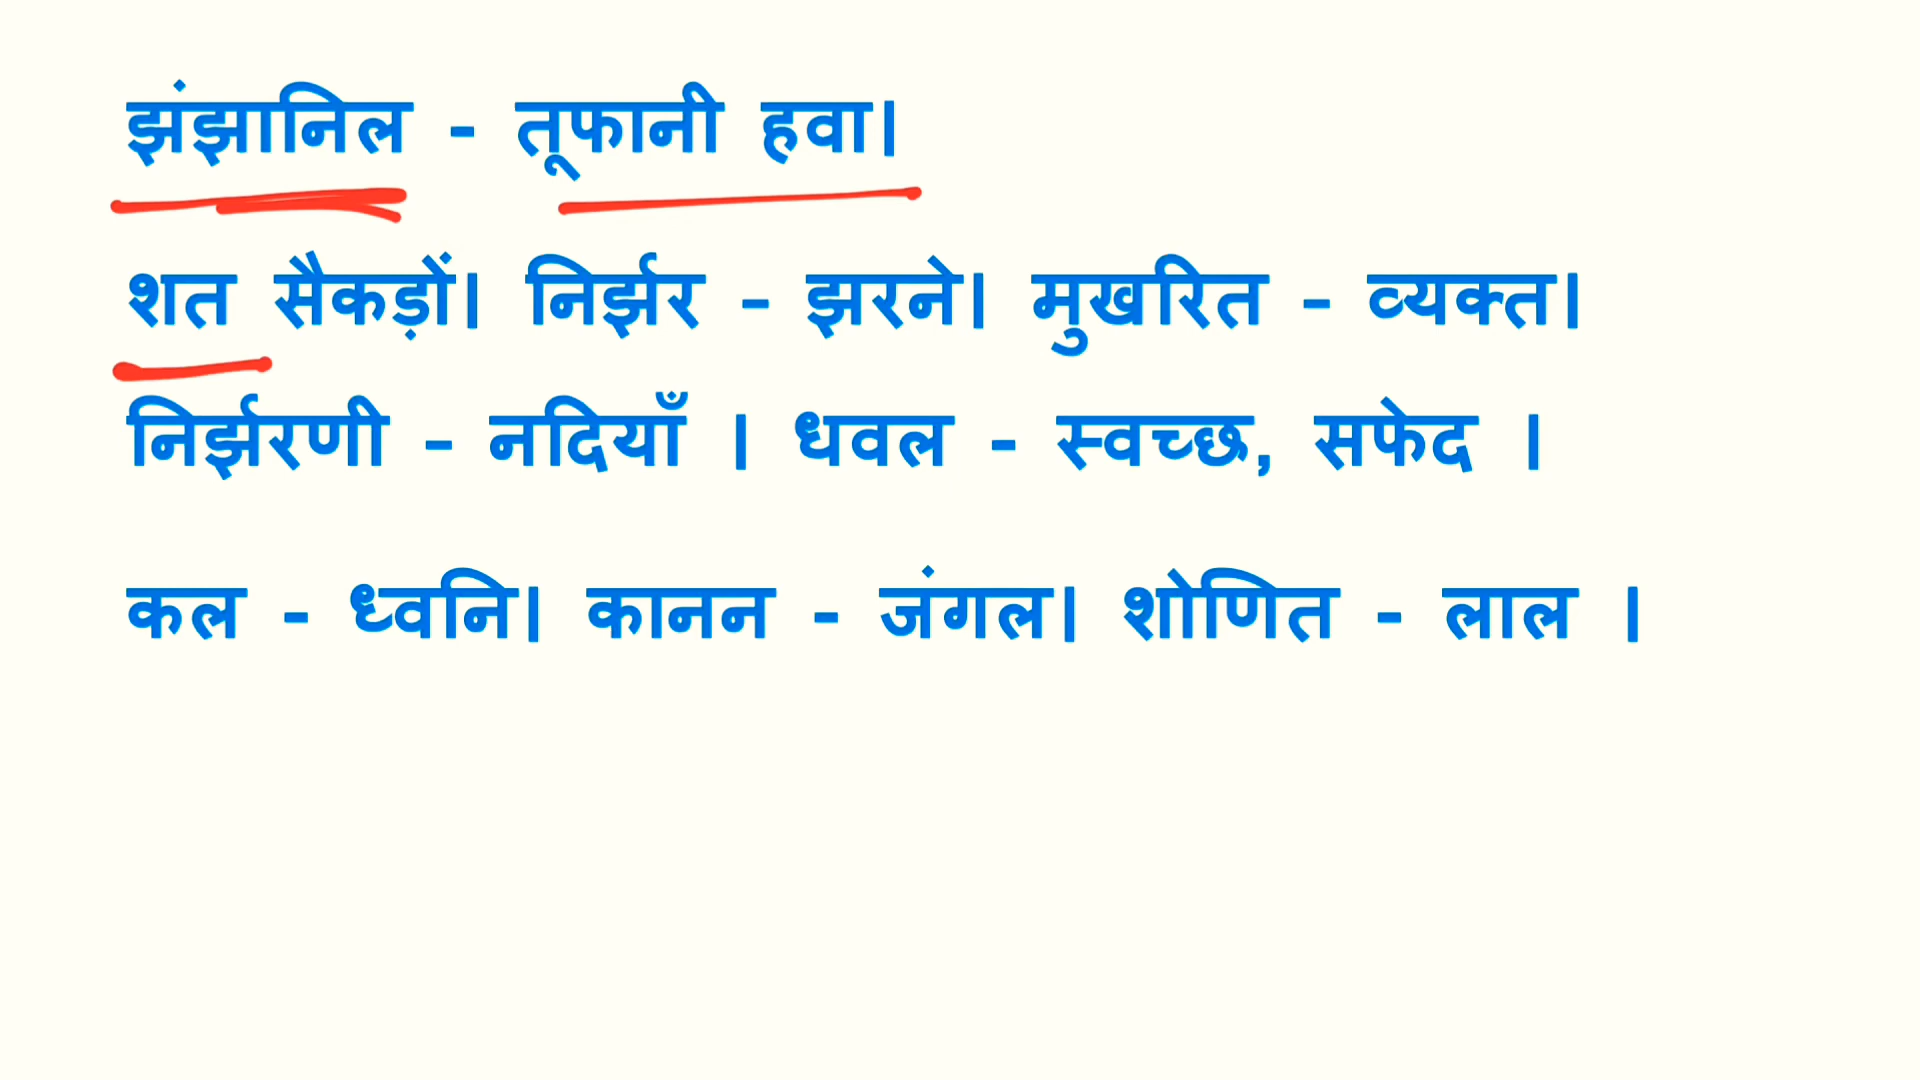 झंझानिल - तूफानी हवा।
शत सैकड़ों। निर्झर - झरने। मुखरित - व्यक्त।
निर्झरणी - नदियाँ । धवल - स्वच्छ, सफेद ।
कल - ध्वनि। कानन - जंगल। शोणित - लाल ।